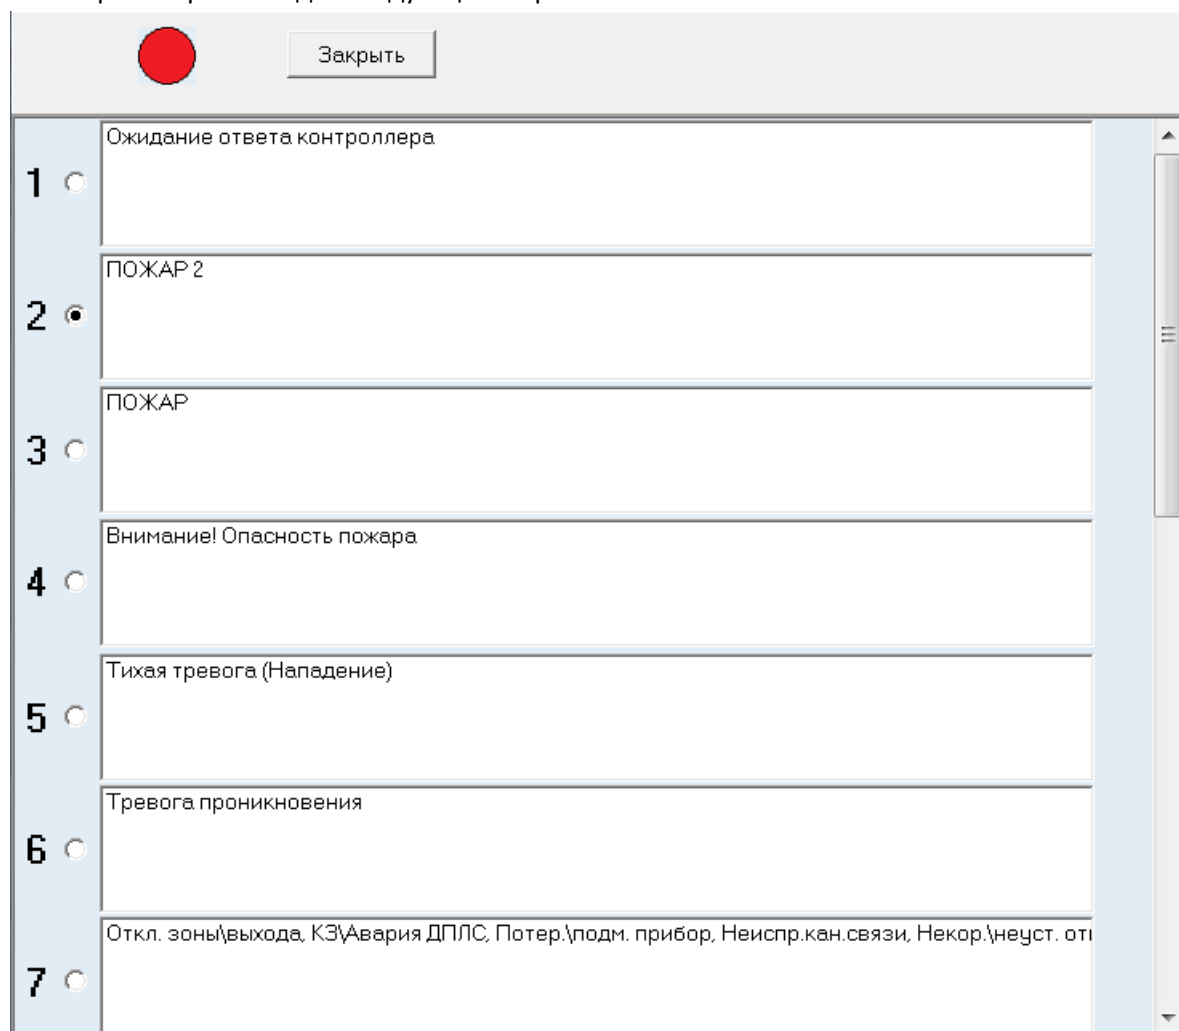 Закрыть
1
Ожидание ответа контроллера
2
ПОЖАР 2
3
ПОЖАР
4
Внимание! Опасность пожара
5
Тихая тревога (Нападение)
6
Тревога проникновения
7
Откл. зоны\выхода, КЗ\Авария ДПЛС, Потер.\подм. прибор, Неиспр.кан.связи, Некор.\неуст.